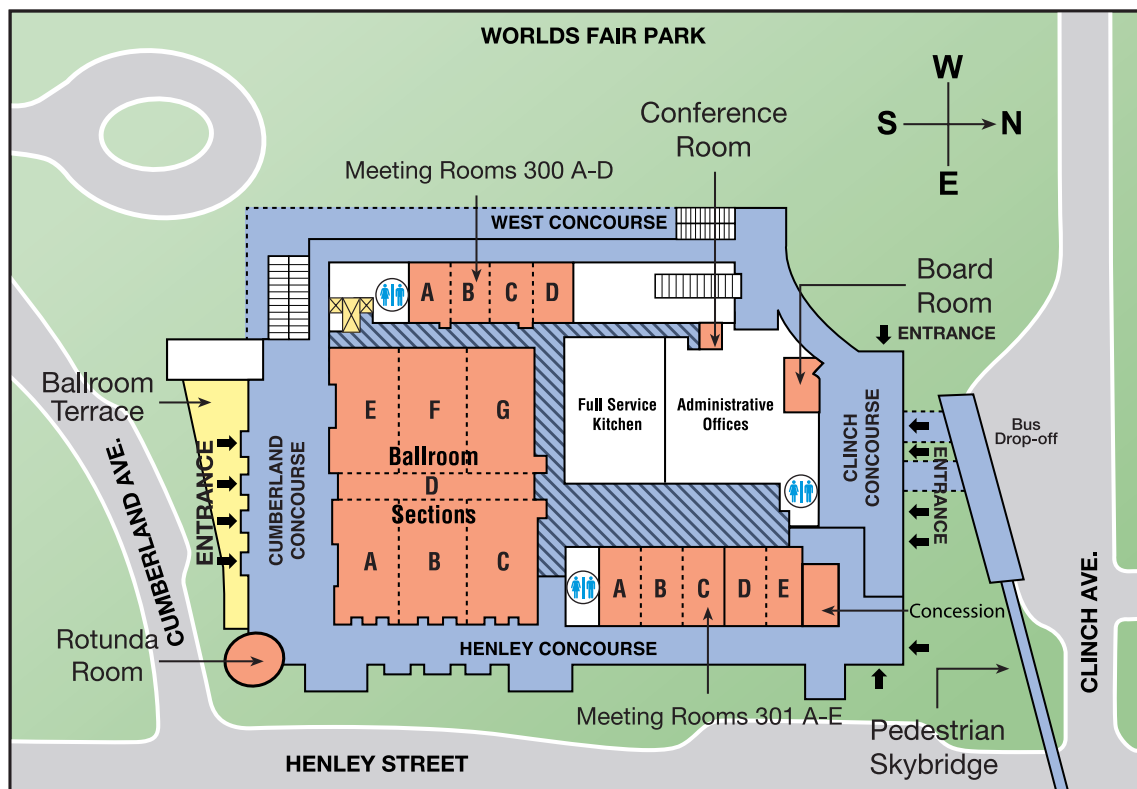 WORLDS FAIR PARK
W
S
N
E
Conference
Room
Meeting Rooms 300 A-D
WEST CONCOURSE
Board
Room
A
B
C
D
ENTRANCE
Ballroom
Terrace
E
F
G
Full Service
Kitchen
Administrative
Offices
Bus
Drop-off
CLINCH
CONCOURSE
ENTRANCE
ENTRANCE
CUMBERLAND
CONCOURSE
CUMBERLAND AVE.
Ballroom
D
Sections
A
B
C
A
B
C
D
E
Concession
CLINCH AVE.
Rotunda
Room
HENLEY CONCOURSE
Meeting Rooms 301 A-E
Pedestrian
Skybridge
HENLEY STREET